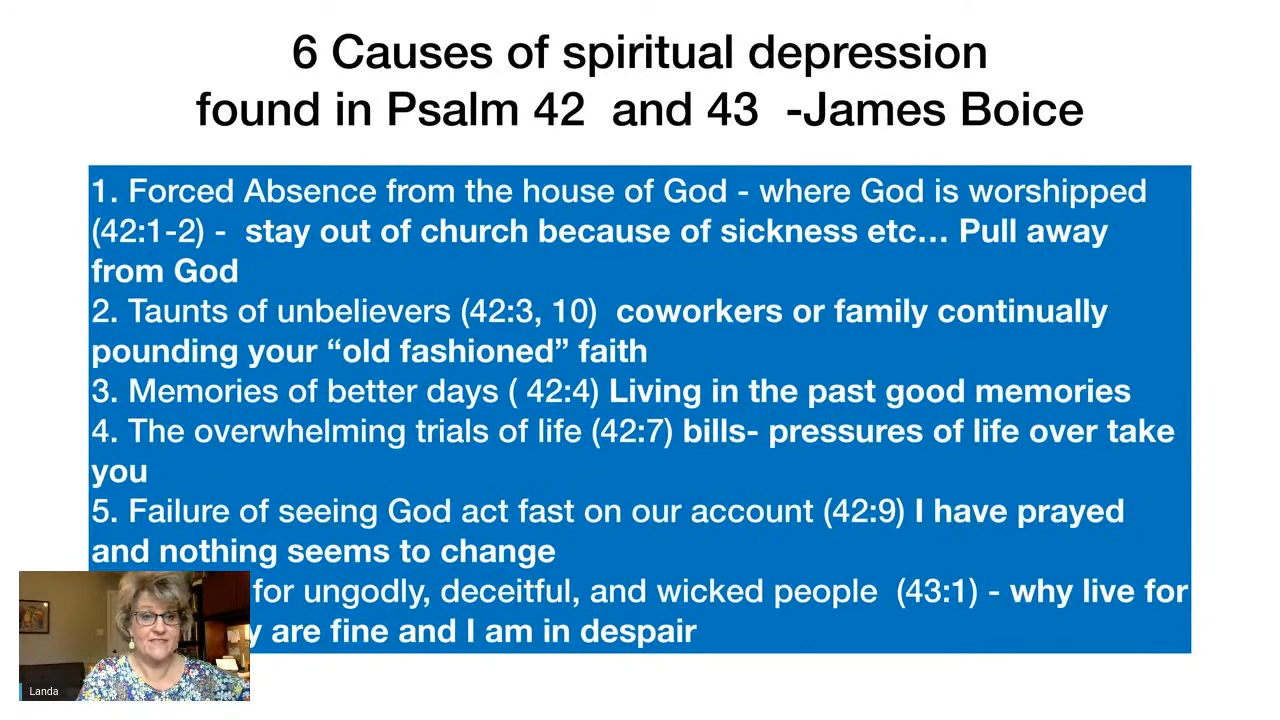 6 Causes of spiritual depression
found in Psalm 42 and 43 -James Boice
1. Forced Absence from the house of God - where God is worshipped
(42:1-2) - stay out of church because of sickness etc... Pull away
from God
2. Taunts of unbelievers (42:3, 10) coworkers or family continually
pounding your “old fashioned” faith
3. Memories of better days ( 42:4) Living in the past good memories
4. The overwhelming trials of life (42:7) bills- pressures of life over take
you
5. Failure of seeing God act fast on our account (42:9) I have prayed
and nothing seems to change
for ungodly, deceitful, and wicked people (43:1) - why live for
are fine and I am in despair
Landa